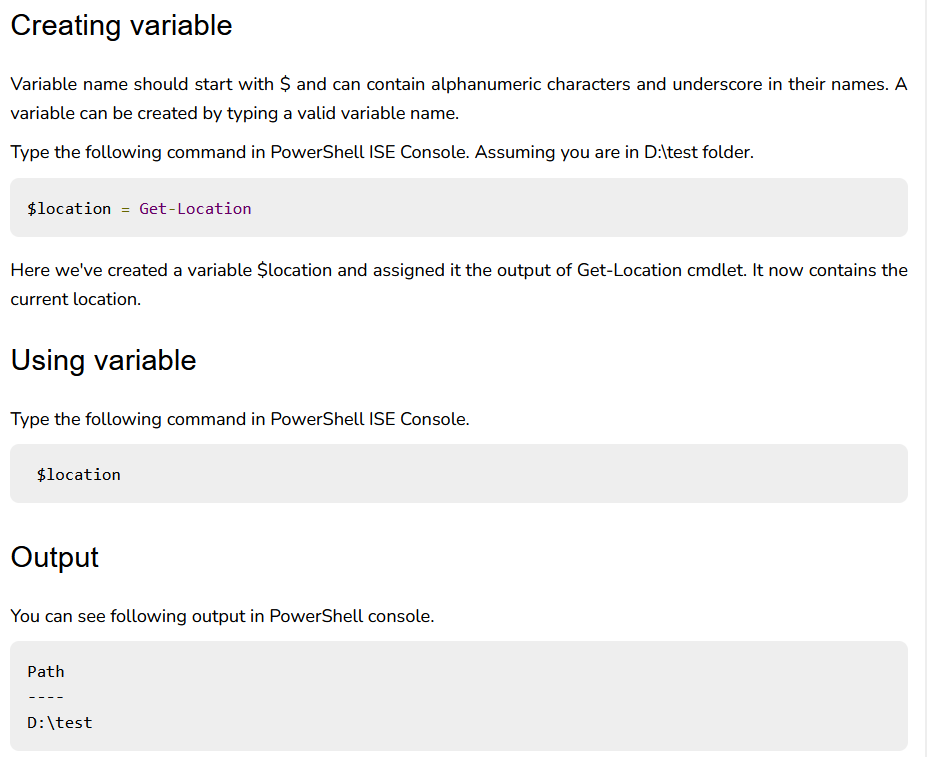 Creating variable
Variable name should start with $ and can contain alphanumeric characters and underscore in their names. A
variable can be created by typing a valid variable name.
Type the following command in PowerShell ISE Console. Assuming you are in D:\test folder.
$location = Get-Location
Here we've created a variable $location and assigned it the output of Get-Location cmdlet. It now contains the
current location.
Using variable
Type the following command in PowerShell ISE Console.
$location
Output
You can see following output in PowerShell console.
Path
----
D:\test